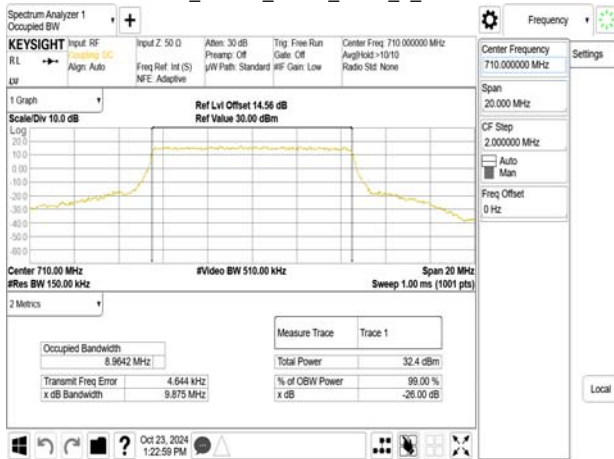 Spectrum Analyzer 1
Occupied BW
Frequency
KEYSIGHT
RL
Input: RF
Coupling: DC
Align: Auto
Input Z: 50 Ω
Freq Ref: Int (S)
NFE: Adaptive
Atten: 30 dB
Preamp: Off
µW Path: Standard
Trig: Free Run
Gate: Off
#IF Gain: Low
Center Freq: 710.000000 MHz
Avg|Hold:>10/10
Radio Std: None
Center Frequency
710.000000 MHz
Settings
Span
20.000 MHz
CF Step
2.000000 MHz
Auto
Man
Freq Offset
0 Hz
1 Graph
Scale/Div 10.0 dB
Ref Lvl Offset 14.56 dB
Ref Value 30.00 dBm
Log
20.0
10.0
0.00
-10.0
-20.0
-30.0
-40.0
-50.0
-60.0
Center 710.00 MHz
#Video BW 510.00 kHz
Span 20 MHz
#Res BW 150.00 kHz
Sweep 1.00 ms (1001 pts)
2 Metrics
Measure Trace
Trace 1
Occupied Bandwidth
8.9642 MHz
Total Power
32.4 dBm
Transmit Freq Error
4.644 kHz
% of OBW Power
99.00 %
x dB Bandwidth
9.875 MHz
x dB
-26.00 dB
Local
?
Oct 23, 2024
1:22:59 PM